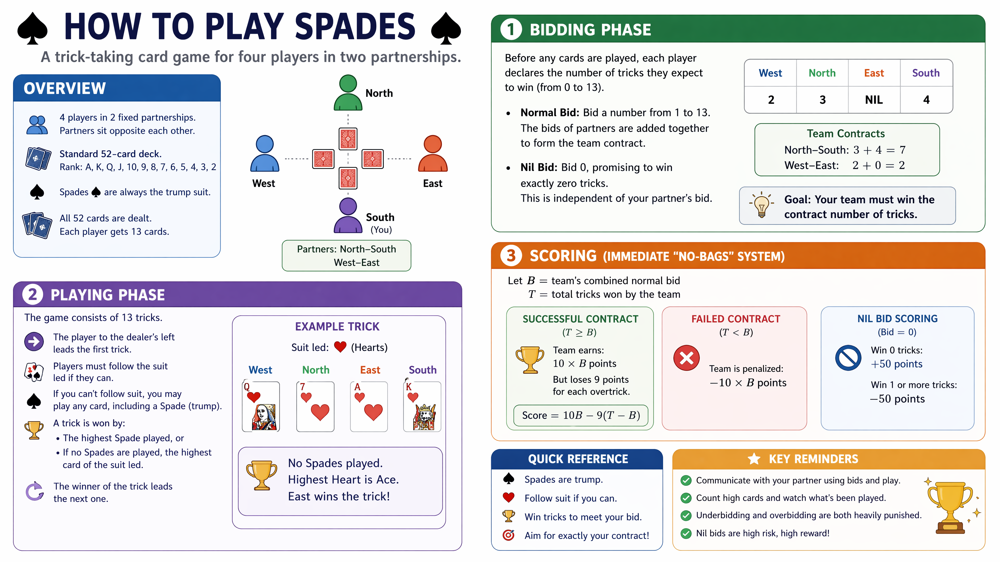 HOW TO PLAY SPADES
A trick-taking card game for four players in two partnerships.
OVERVIEW
4 players in 2 fixed partnerships.
Partners sit opposite each other.
Standard 52-card deck.
Rank: A, K, Q, J, 10, 9, 8, 7, 6, 5, 4, 3, 2
Spades ♠ are always the trump suit.
All 52 cards are dealt.
Each player gets 13 cards.
North
West
East
South
(You)
Partners: North–South
West–East
1 BIDDING PHASE
Before any cards are played, each player
declares the number of tricks they expect
to win (from 0 to 13).
• Normal Bid: Bid a number from 1 to 13.
The bids of partners are added together
to form the team contract.
• Nil Bid: Bid 0, promising to win
exactly zero tricks.
This is independent of your partner's bid.
West North East South
2 3 NIL 4
Team Contracts
North–South: 3 + 4 = 7
West–East: 2 + 0 = 2
Goal: Your team must win the
contract number of tricks.
2 PLAYING PHASE
The game consists of 13 tricks.
The player to the dealer's left
leads the first trick.
Players must follow the suit
led if they can.
If you can't follow suit, you may
play any card, including a Spade (trump).
A trick is won by:
• The highest Spade played, or
• If no Spades are played, the highest
card of the suit led.
The winner of the trick leads
the next one.
EXAMPLE TRICK
Suit led: ♥ (Hearts)
West North East South
Q 7 A K
No Spades played.
Highest Heart is Ace.
East wins the trick!
3 SCORING (IMMEDIATE “NO-BAGS” SYSTEM)
Let B = team's combined normal bid
T = total tricks won by the team
SUCCESSFUL CONTRACT
(T ≥ B)
Team earns:
10 × B points
But loses 9 points
for each overtrick.
Score = 10B − 9(T − B)
FAILED CONTRACT
(T < B)
Team is penalized:
−10 × B points
NIL BID SCORING
(Bid = 0)
Win 0 tricks:
+50 points
Win 1 or more tricks:
−50 points
QUICK REFERENCE
Spades are trump.
Follow suit if you can.
Win tricks to meet your bid.
Aim for exactly your contract!
KEY REMINDERS
Communicate with your partner using bids and play.
Count high cards and watch what's been played.
Underbidding and overbidding are both heavily punished.
Nil bids are high risk, high reward!